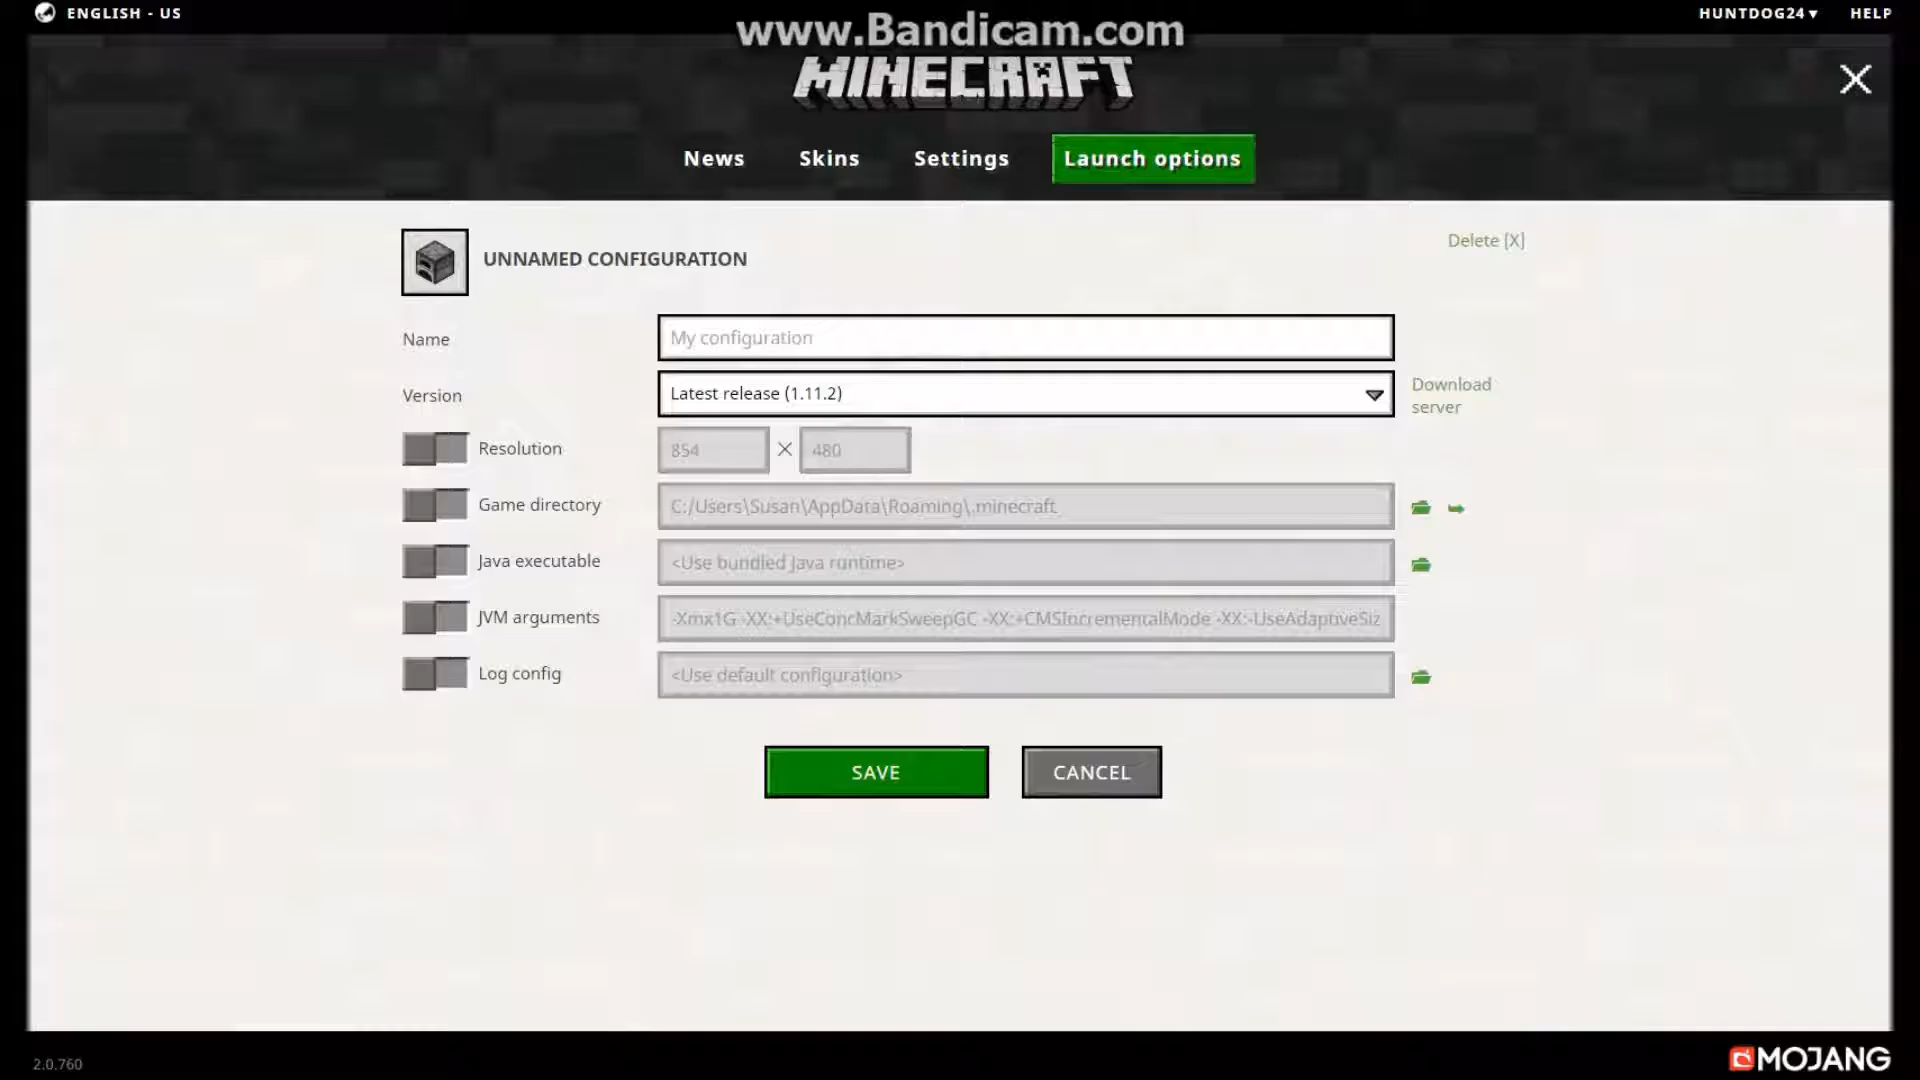 ENGLISH - US
www.Bandicam.com
HUNTDOG24▾ HELP
MINECRAFT
News Skins Settings Launch options
UNNAMED CONFIGURATION
Delete [X]
Name My configuration
Version Latest release (1.11.2) Download
server
Resolution 854 × 480
Game directory C:/Users\Susan\AppData\Roaming\.minecraft
Java executable <Use bundled Java runtime>
JVM arguments -Xmx1G -XX:+UseConcMarkSweepGC -XX:+CMSIncrementalMode -XX:-UseAdaptiveSiz
Log config <Use default configuration>
SAVE CANCEL
2.0.760
MOJANG